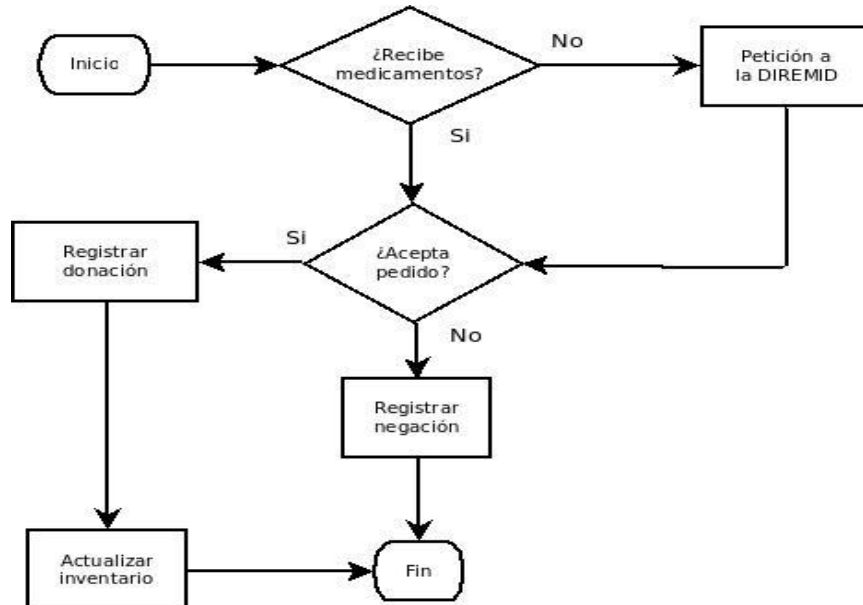 Inicio
¿Recibe
medicamentos?
No
Petición a
la DIREMID
Si
Registrar
donación
Si
¿Acepta
pedido?
No
Registrar
negación
Actualizar
inventario
Fin